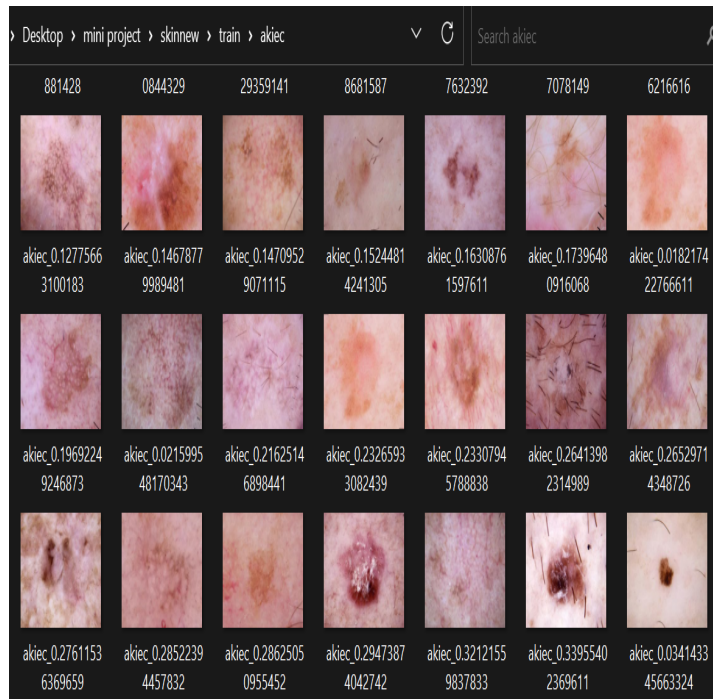 › Desktop › mini project › skinnew › train › akiec
Search akiec
881428 0844329 29359141 8681587 7632392 7078149 6216616
akiec_0.1277566 akiec_0.1467877 akiec_0.1470952 akiec_0.1524481 akiec_0.1630876 akiec_0.1739648 akiec_0.0182174
3100183 9989481 9071115 4241305 1597611 0916068 22766611
akiec_0.1969224 akiec_0.0215995 akiec_0.2162514 akiec_0.2326593 akiec_0.2330794 akiec_0.2641398 akiec_0.2652971
9246873 48170343 6898441 3082439 5788838 2314989 4348726
akiec_0.2761153 akiec_0.2852239 akiec_0.2862505 akiec_0.2947387 akiec_0.3212155 akiec_0.3395540 akiec_0.0341433
6369659 4457832 0955452 4042742 9837833 2369611 45663324